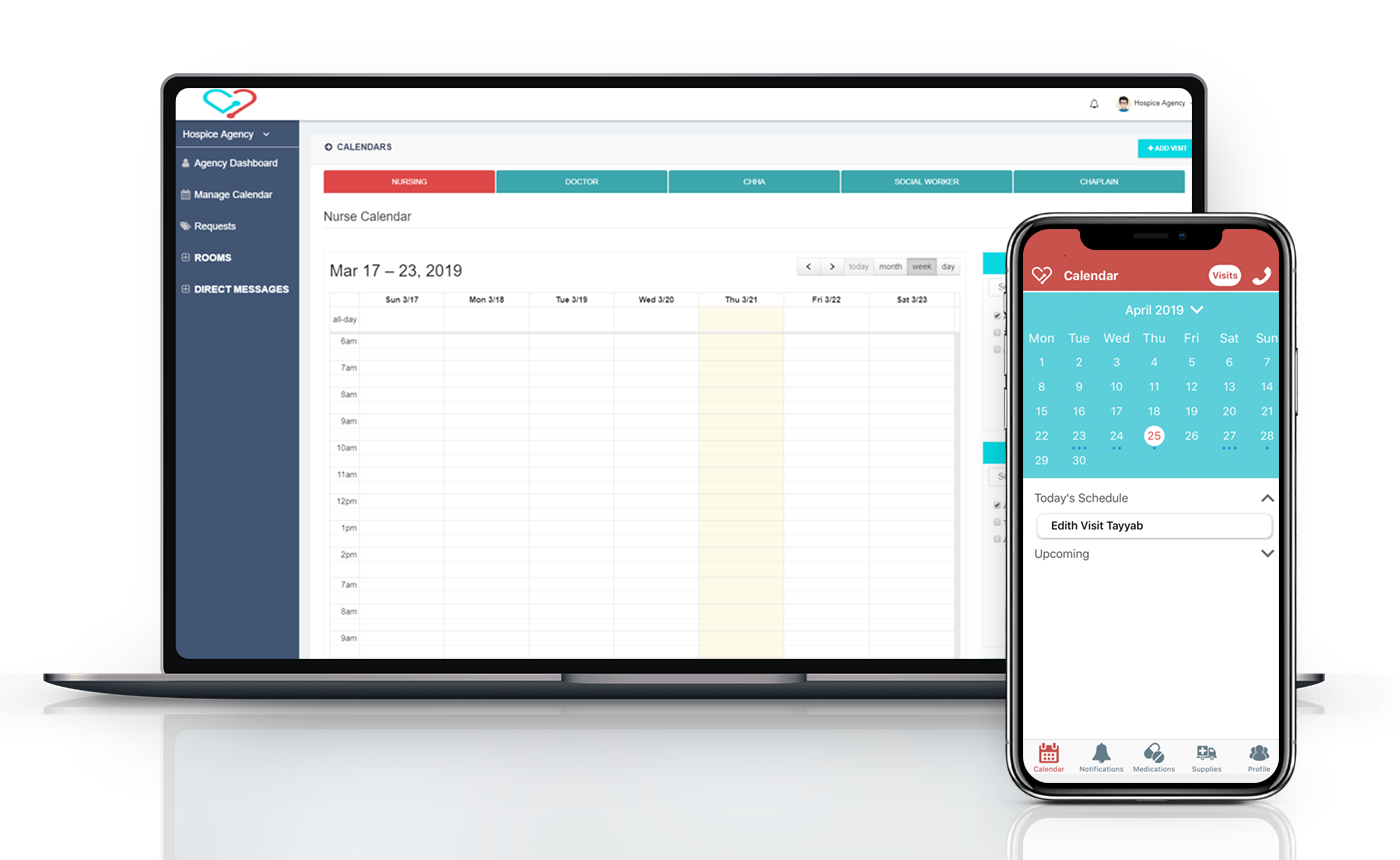 Hospice Agency
Hospice Agency
Agency Dashboard
Manage Calendar
Requests
ROOMS
DIRECT MESSAGES
CALENDARS
+ ADD VISIT
NURSING DOCTOR CHHA SOCIAL WORKER CHAPLAIN
Nurse Calendar
Mar 17 – 23, 2019
today month week day
Sun 3/17 Mon 3/18 Tue 3/19 Wed 3/20 Thu 3/21 Fri 3/22 Sat 3/23
all-day
6am
7am
8am
9am
10am
11am
12pm
1pm
2pm
7am
8am
9am
Calendar Visits
April 2019
Mon Tue Wed Thu Fri Sat Sun
1 2 3 4 5 6 7
8 9 10 11 12 13 14
15 16 17 18 19 20 21
22 23 24 25 26 27 28
29 30
Today's Schedule
Edith Visit Tayyab
Upcoming
Calendar Notifications Medications Supplies Profile